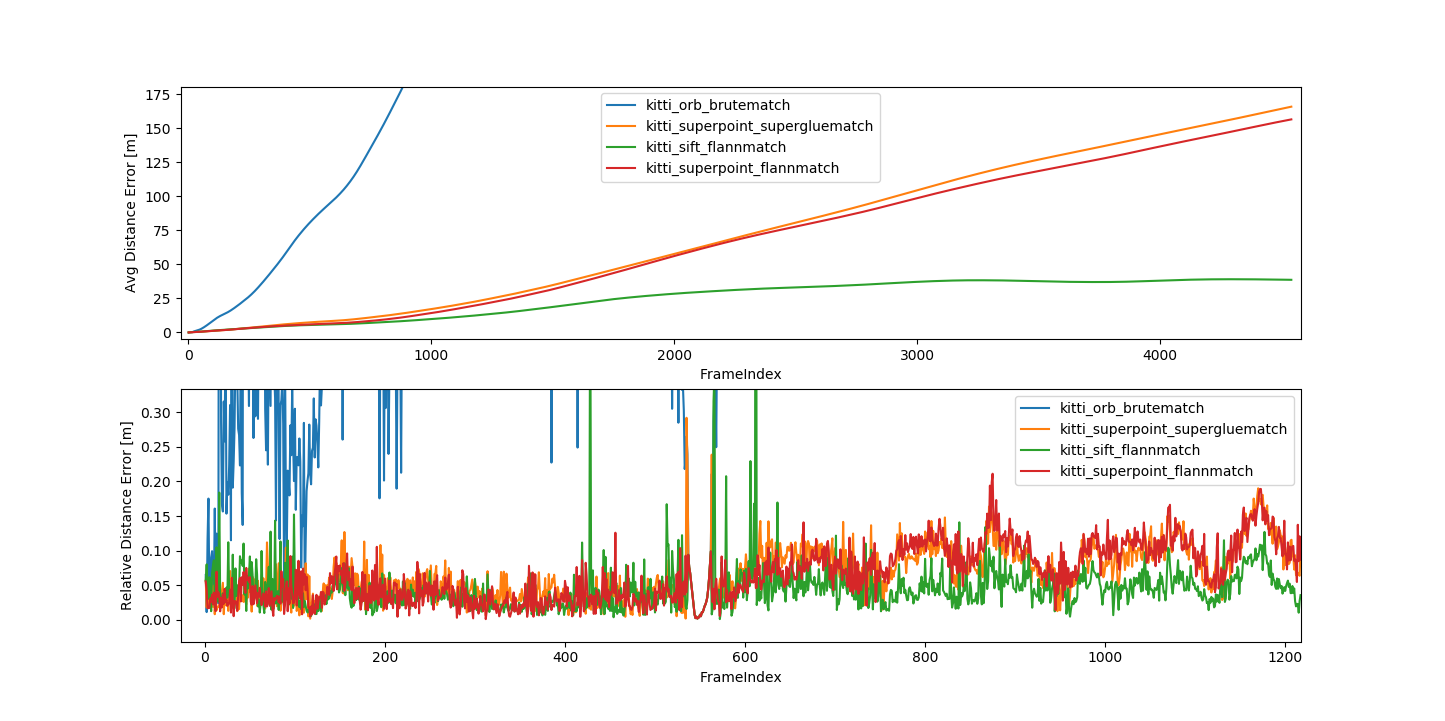 175
150
125
100
75
50
25
0
Avg Distance Error [m]
kitti_orb_brutematch
kitti_superpoint_supergluematch
kitti_sift_flannmatch
kitti_superpoint_flannmatch
0 1000 2000 3000 4000
FrameIndex
0.30
0.25
0.20
0.15
0.10
0.05
0.00
Relative Distance Error [m]
kitti_orb_brutematch
kitti_superpoint_supergluematch
kitti_sift_flannmatch
kitti_superpoint_flannmatch
0 200 400 600 800 1000 1200
FrameIndex